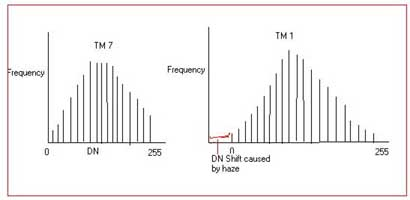 TM 7
Frequency
0 DN 255
TM 1
Frequency
0 255
DN Shift caused
by haze